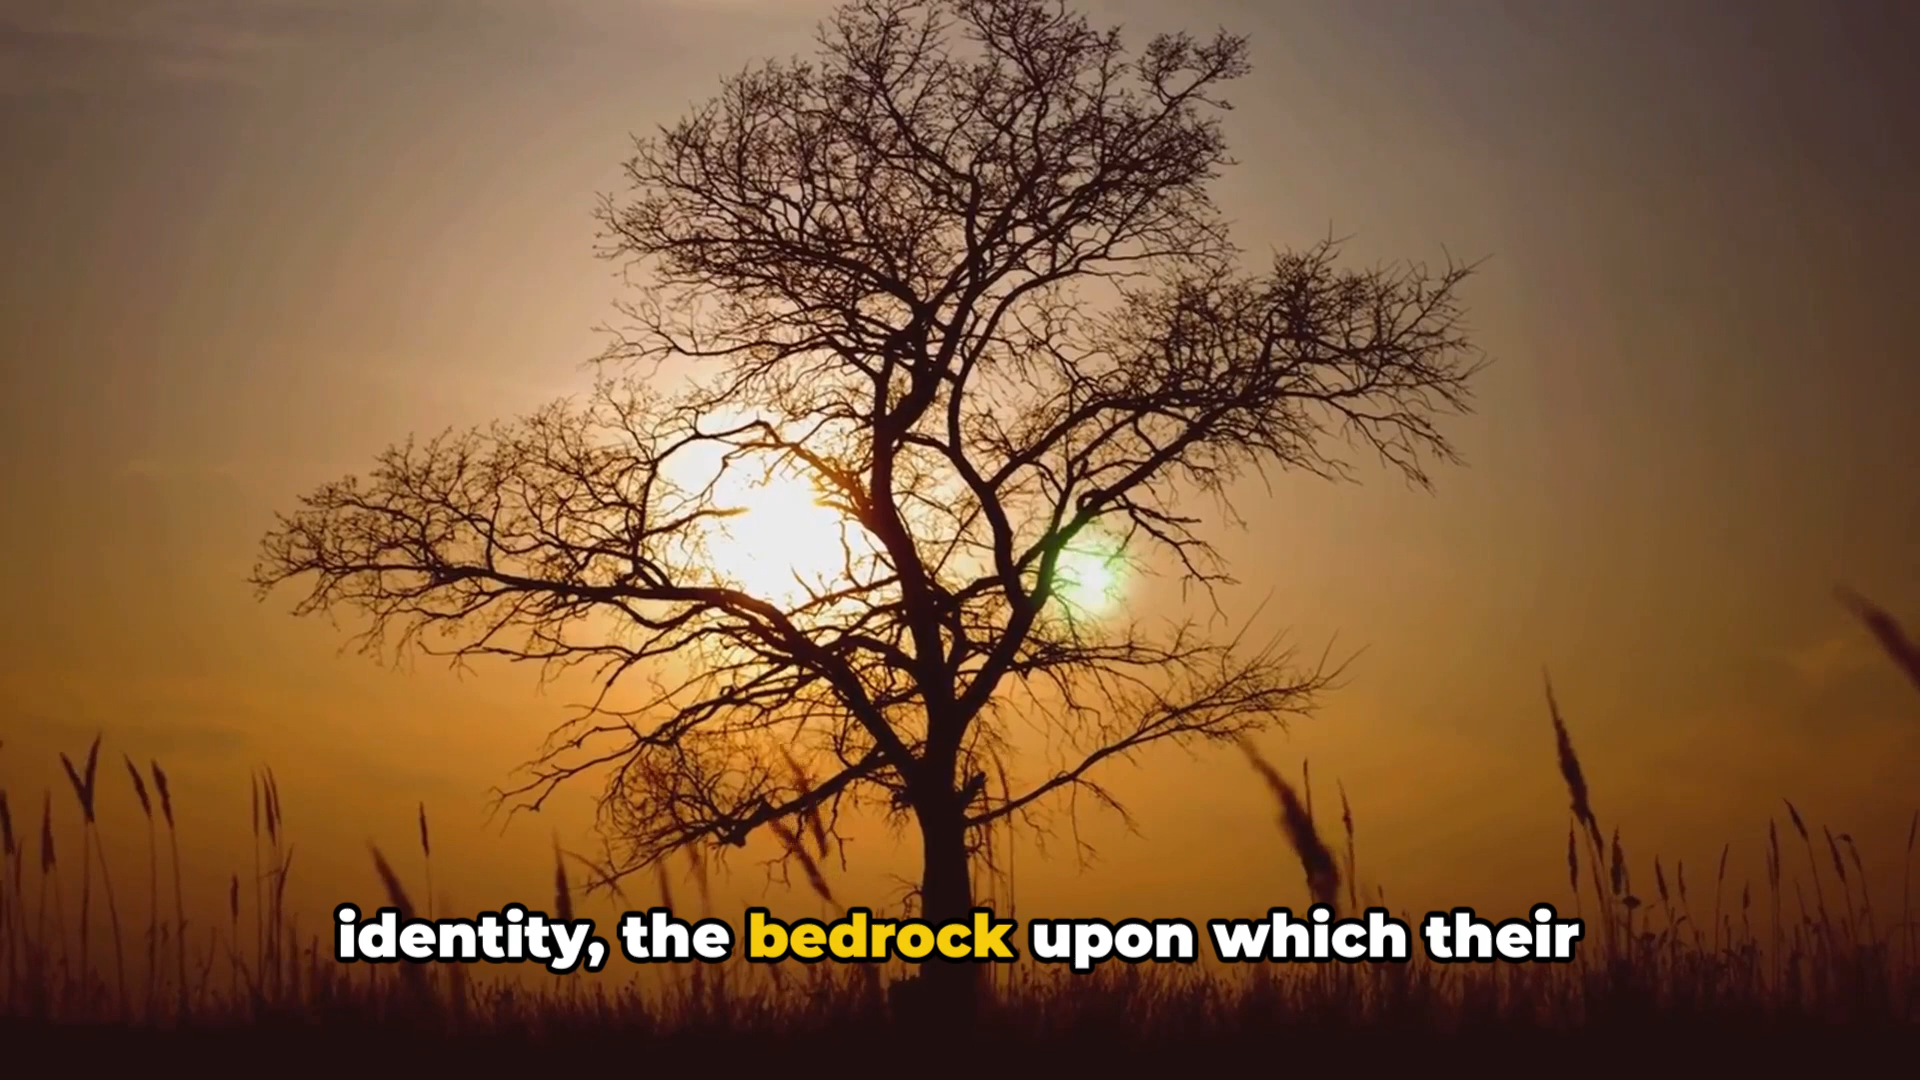 identity, the bedrock upon which their